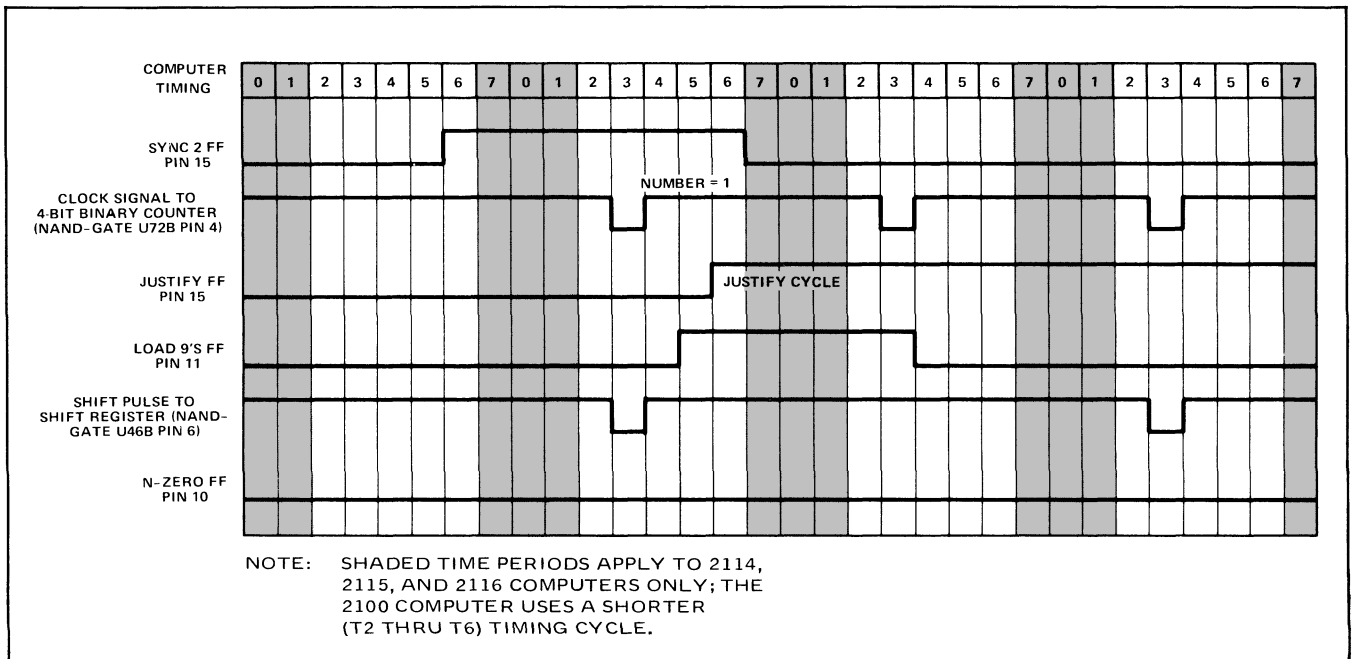 COMPUTER
TIMING
0 1 2 3 4 5 6 7 0 1 2 3 4 5 6 7 0 1 2 3 4 5 6 7 0 1 2 3 4 5 6 7
SYNC 2 FF
PIN 15
NUMBER = 1
CLOCK SIGNAL TO
4-BIT BINARY COUNTER
(NAND-GATE U72B PIN 4)
JUSTIFY FF
PIN 15
JUSTIFY CYCLE
LOAD 9'S FF
PIN 11
SHIFT PULSE TO
SHIFT REGISTER (NAND-
GATE U46B PIN 6)
N-ZERO FF
PIN 10
NOTE: SHADED TIME PERIODS APPLY TO 2114,
2115, AND 2116 COMPUTERS ONLY; THE
2100 COMPUTER USES A SHORTER
(T2 THRU T6) TIMING CYCLE.